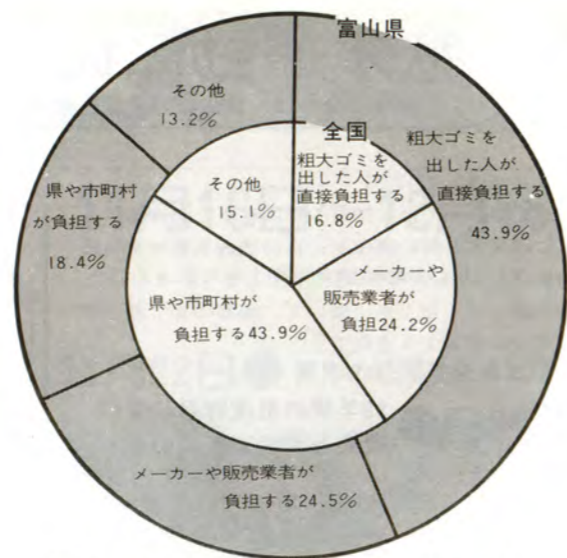 富山県
粗大ゴミを
出した人が
直接負担する
43.9%
メーカーや販売業者が
負担する24.5%
県や市町村
が負担する
18.4%
その他
13.2%
全国
粗大ゴミを
出した人が
直接負担する
16.8%
メーカーや
販売業者が
負担24.2%
県や市町村が
負担する43.9%
その他
15.1%